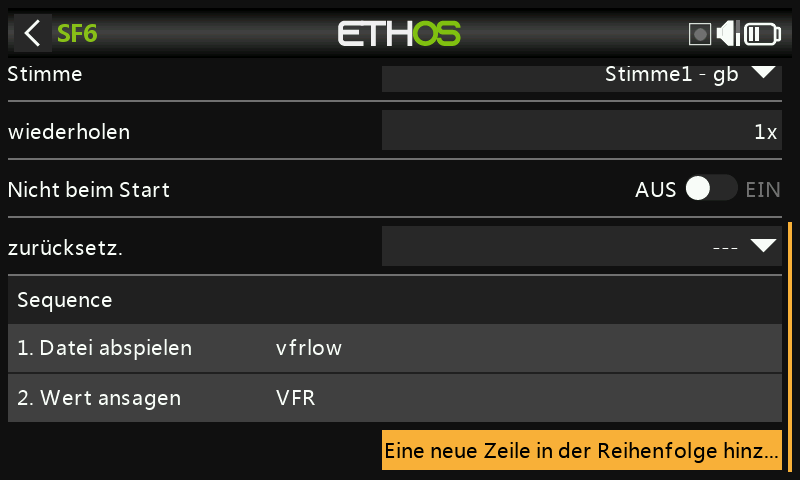 SF6
ETHOS
Stimme
Stimme1 - gb
wiederholen
1x
Nicht beim Start
AUS EIN
zurücksetz.
---
Sequence
1. Datei abspielen vfrlow
2. Wert ansagen VFR
Eine neue Zeile in der Reihenfolge hinz...